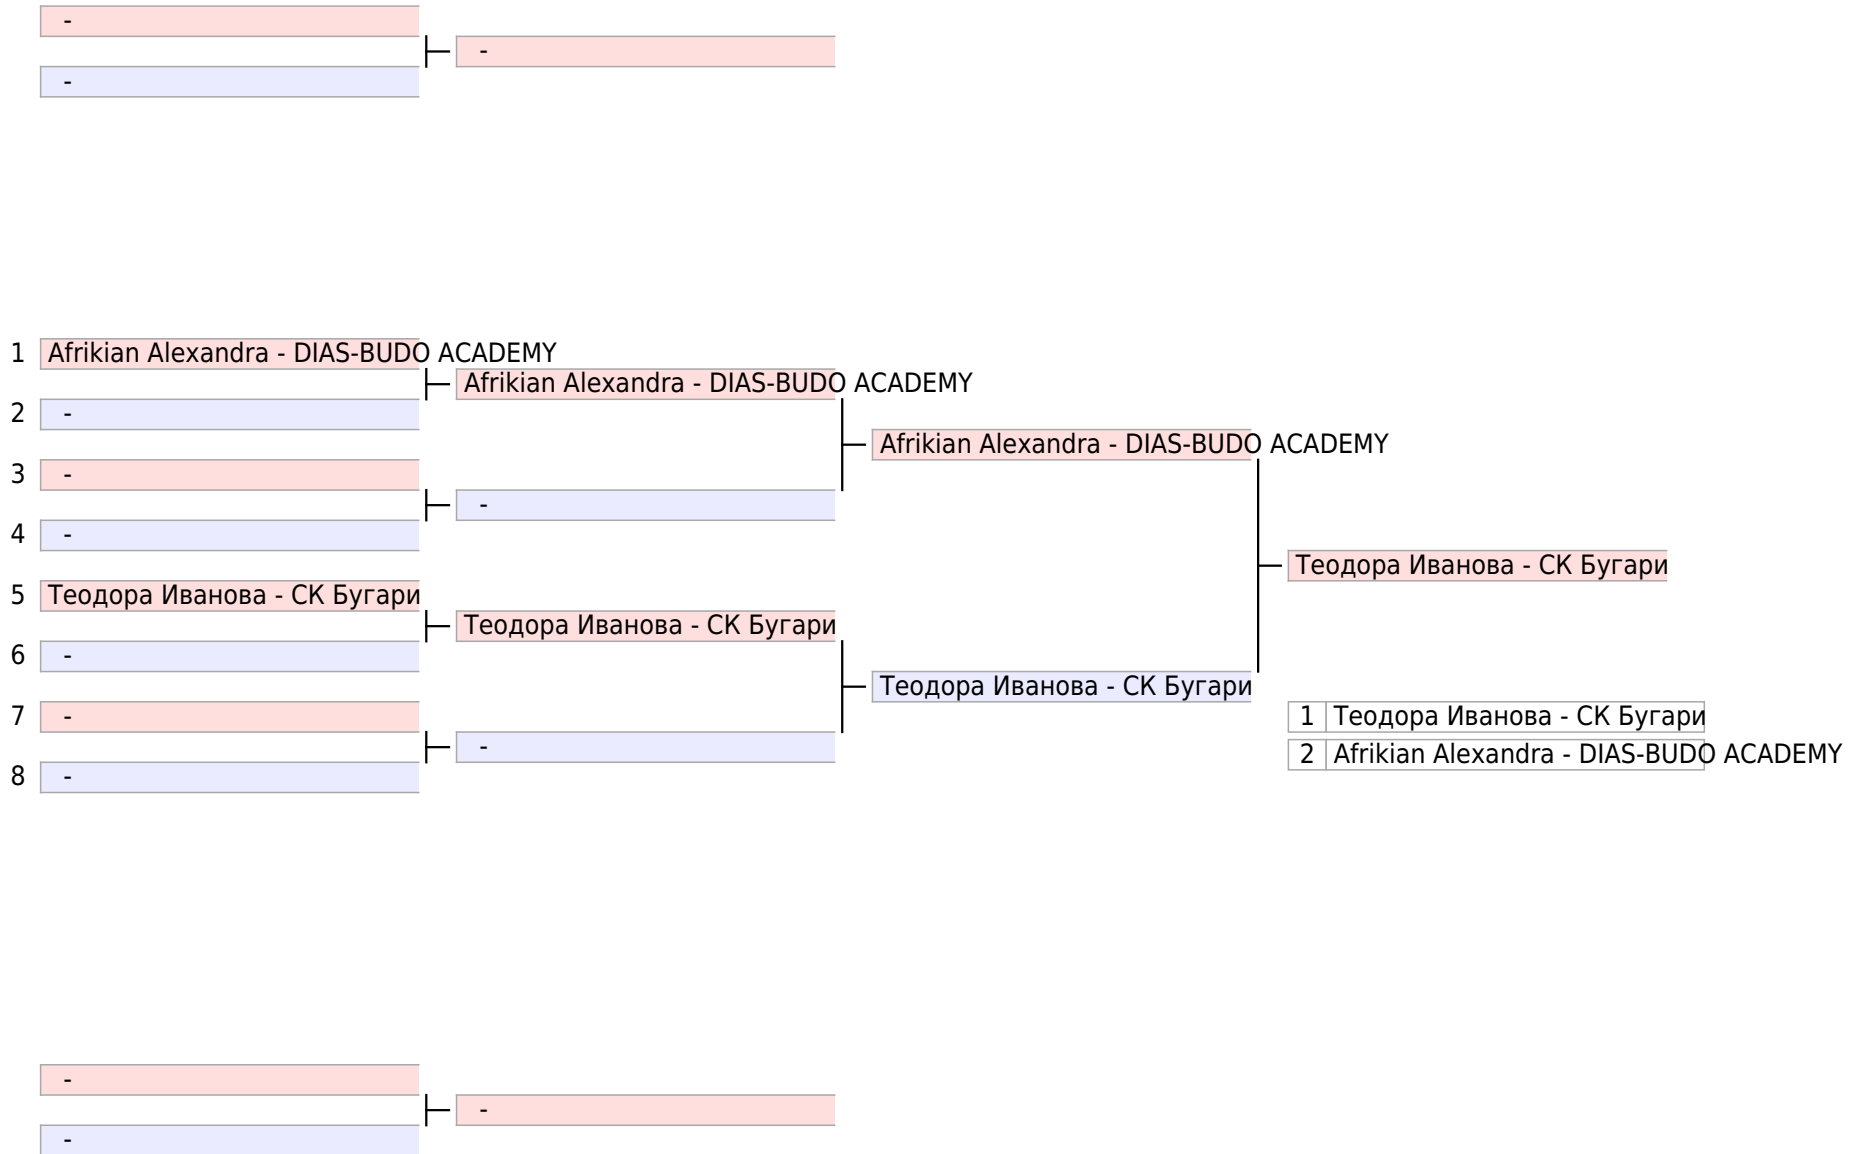 -
-
-
1 Afrikian Alexandra - DIAS-BUDO ACADEMY
Afrikian Alexandra - DIAS-BUDO ACADEMY
2 -
Afrikian Alexandra - DIAS-BUDO ACADEMY
3 -
-
4 -
Теодора Иванова - СК Бугари
5 Теодора Иванова - СК Бугари
Теодора Иванова - СК Бугари
6 -
Теодора Иванова - СК Бугари
7 -
1 Теодора Иванова - СК Бугари
-
2 Afrikian Alexandra - DIAS-BUDO ACADEMY
8 -
-
-
-